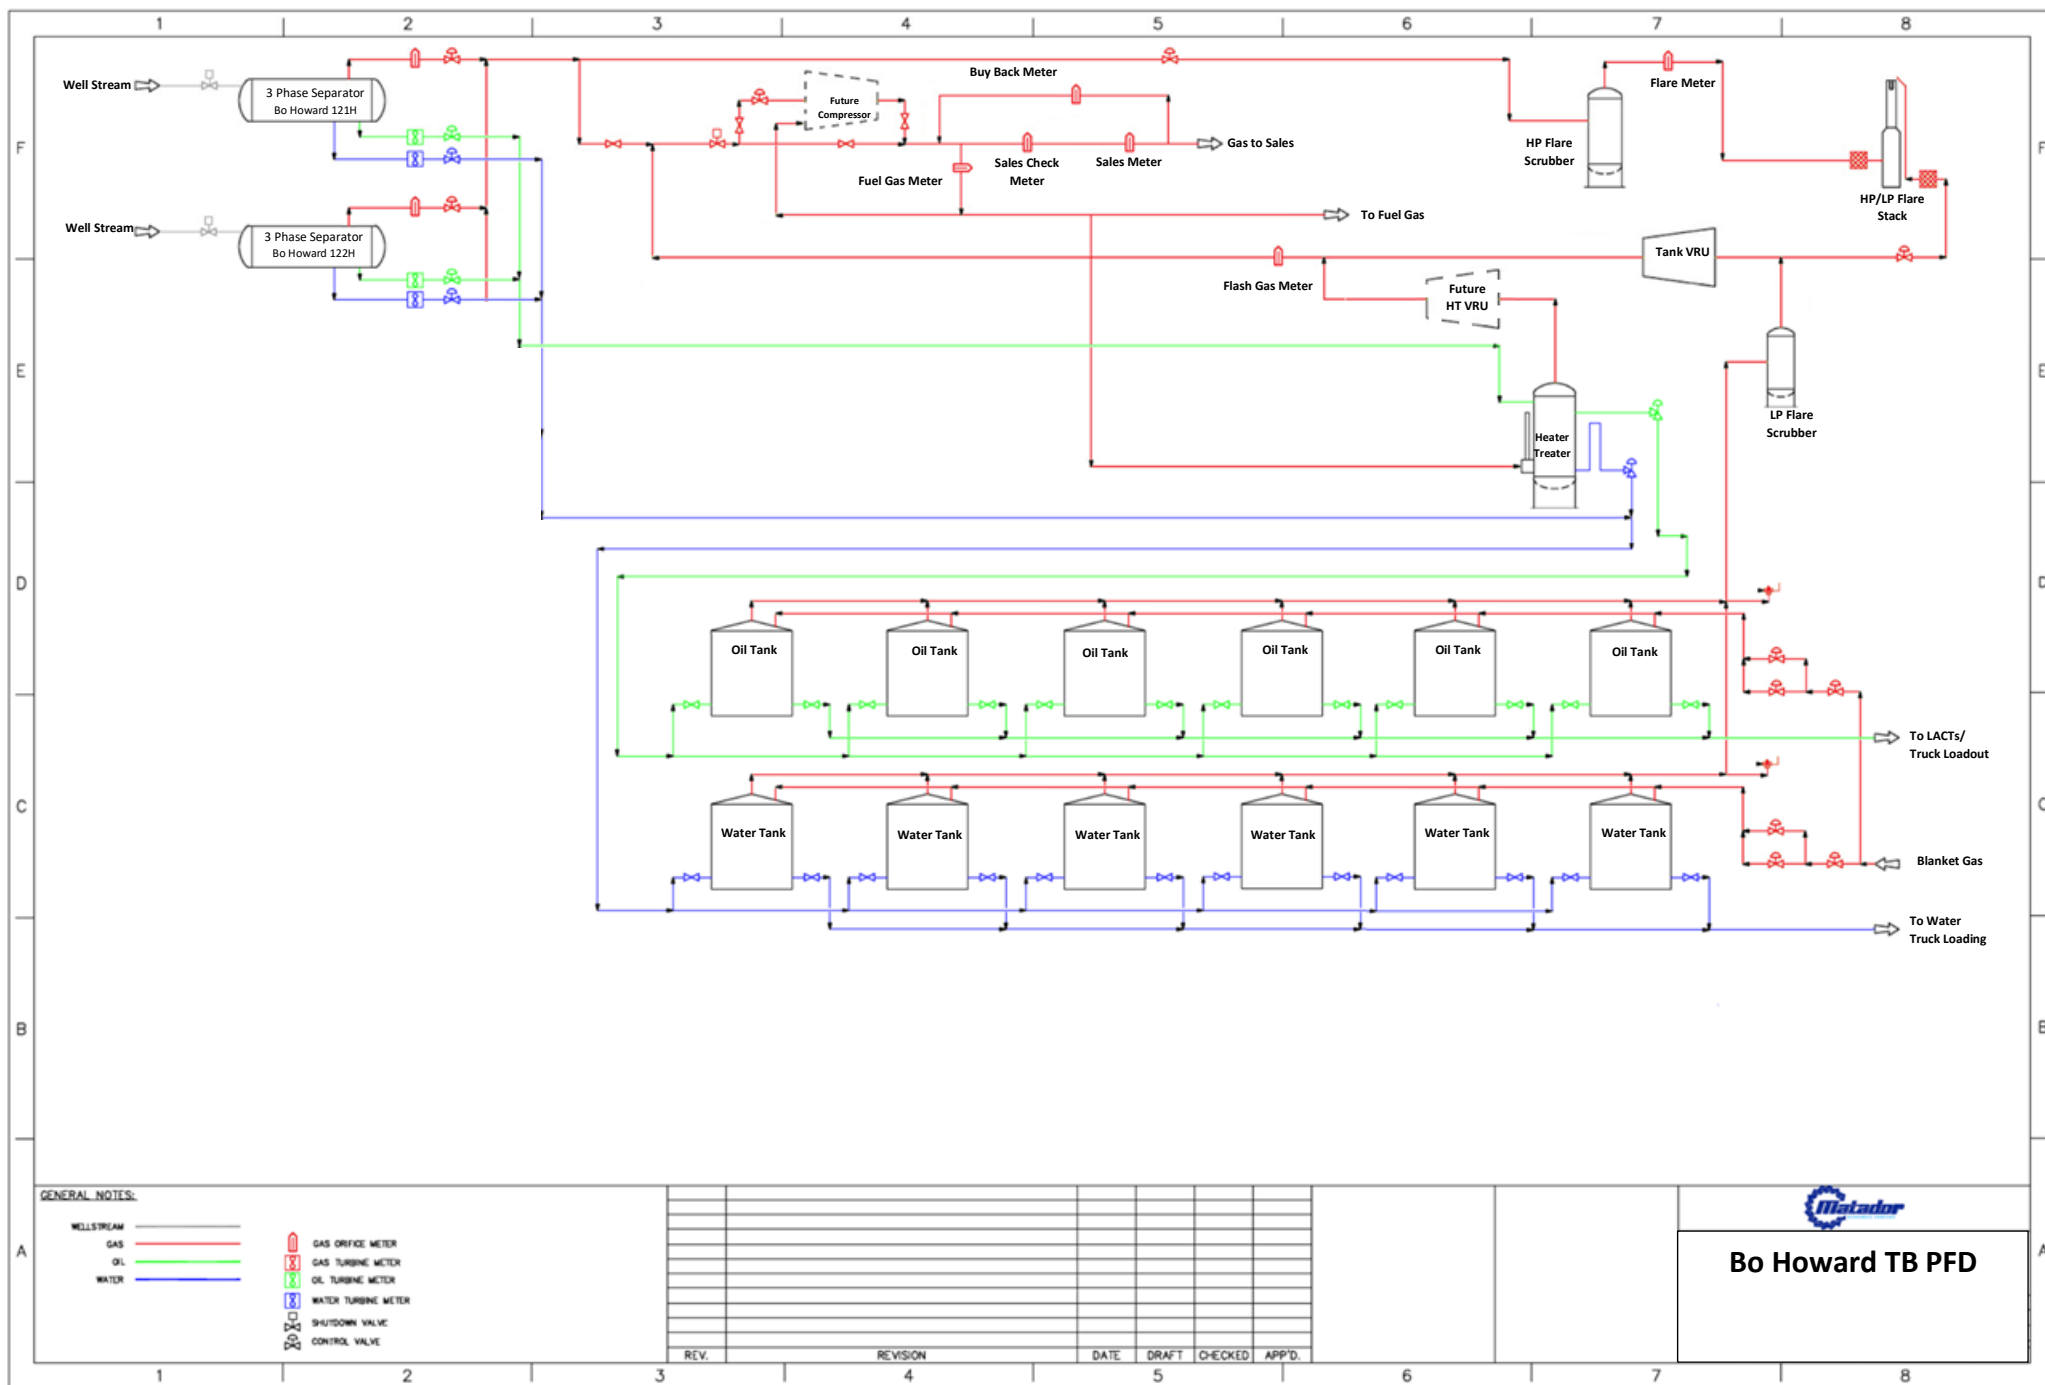 1 2 3 4 5 6 7 8
Well Stream
3 Phase Separator
Bo Howard 121H
Future
Compressor
Buy Back Meter
Flare Meter
F
F
Sales Check
Meter
Sales Meter
Gas to Sales
Fuel Gas Meter
HP Flare
Scrubber
HP/LP Flare
Stack
To Fuel Gas
Well Stream
3 Phase Separator
Bo Howard 122H
Tank VRU
Flash Gas Meter
Future
HT VRU
E
E
LP Flare
Scrubber
Heater
Treater
D
D
Oil Tank Oil Tank Oil Tank Oil Tank Oil Tank Oil Tank
To LACTs/
Truck Loadout
C
C
Water Tank Water Tank Water Tank Water Tank Water Tank Water Tank
Blanket Gas
To Water
Truck Loading
B
B
GENERAL NOTES:
WELLSTREAM
GAS
OIL
WATER
GAS ORIFICE METER
GAS TURBINE METER
OIL TURBINE METER
WATER TURBINE METER
SHUTDOWN VALVE
CONTROL VALVE
A
A
REV. REVISION DATE DRAFT CHECKED APP'D.
Matador
Bo Howard TB PFD
1 2 3 4 5 6 7 8